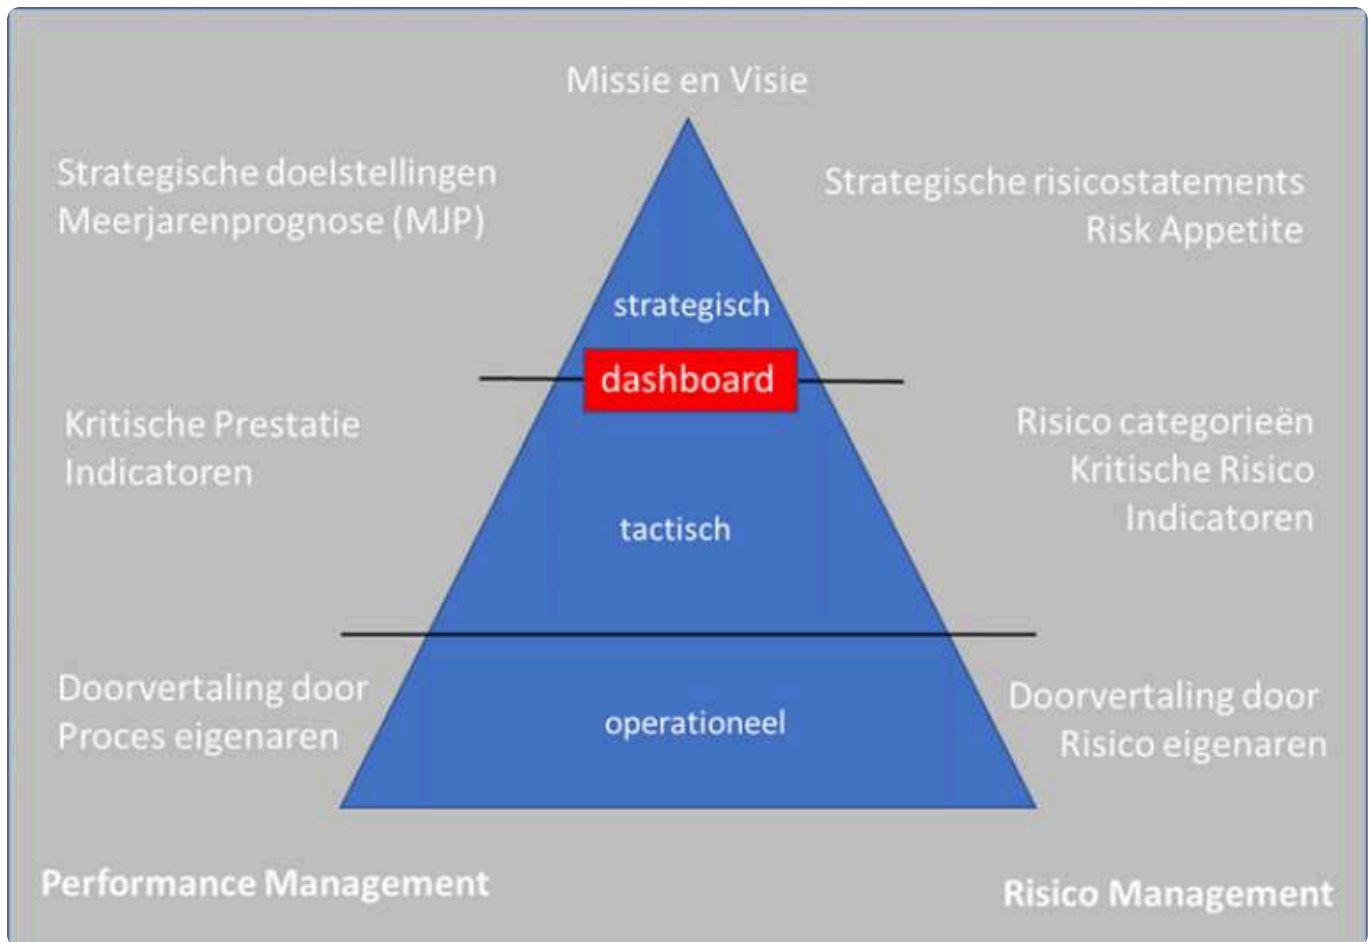 Missie en Visie
Strategische doelstellingen
Meerjarenprognose (MJP)
Strategische risicostatements
Risk Appetite
strategisch
dashboard
Kritische Prestatie
Indicatoren
Risico categorieën
Kritische Risico
Indicatoren
tactisch
Doorvertaling door
Proces eigenaren
operationeel
Doorvertaling door
Risico eigenaren
Performance Management
Risico Management